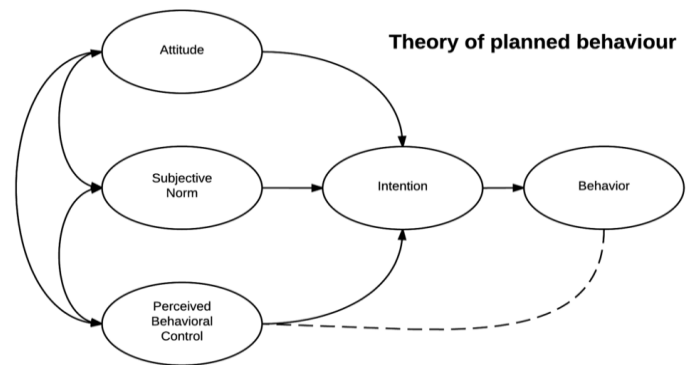 Theory of planned behaviour
Attitude
Subjective
Norm
Intention
Behavior
Perceived
Behavioral
Control